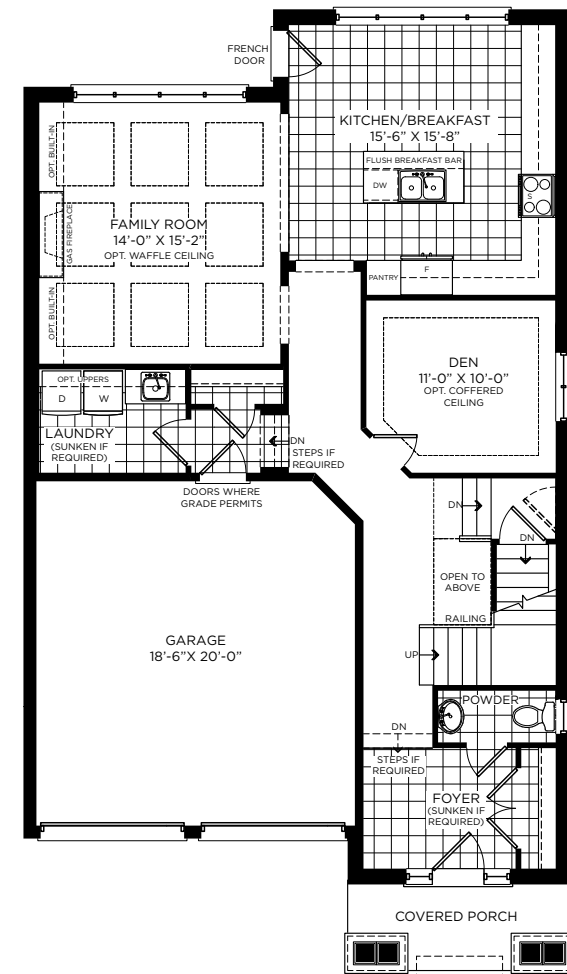 FRENCH
DOOR
KITCHEN/BREAKFAST
15'-6" X 15'-8"
FLUSH BREAKFAST BAR
DW
S
F
PANTRY
OPT. BUILT-IN
GAS FIREPLACE
OPT. BUILT-IN
FAMILY ROOM
14'-0" X 15'-2"
OPT. WAFFLE CEILING
DEN
11'-0" X 10'-0"
OPT. COFFERED
CEILING
OPT. UPPERS
D
W
LAUNDRY
(SUNKEN IF
REQUIRED)
DN
STEPS IF
REQUIRED
DOORS WHERE
GRADE PERMITS
DN
DN
OPEN TO
ABOVE
RAILING
UP
GARAGE
18'-6"X 20'-0"
POWDER
DN
STEPS IF
REQUIRED
FOYER
(SUNKEN IF
REQUIRED)
COVERED PORCH